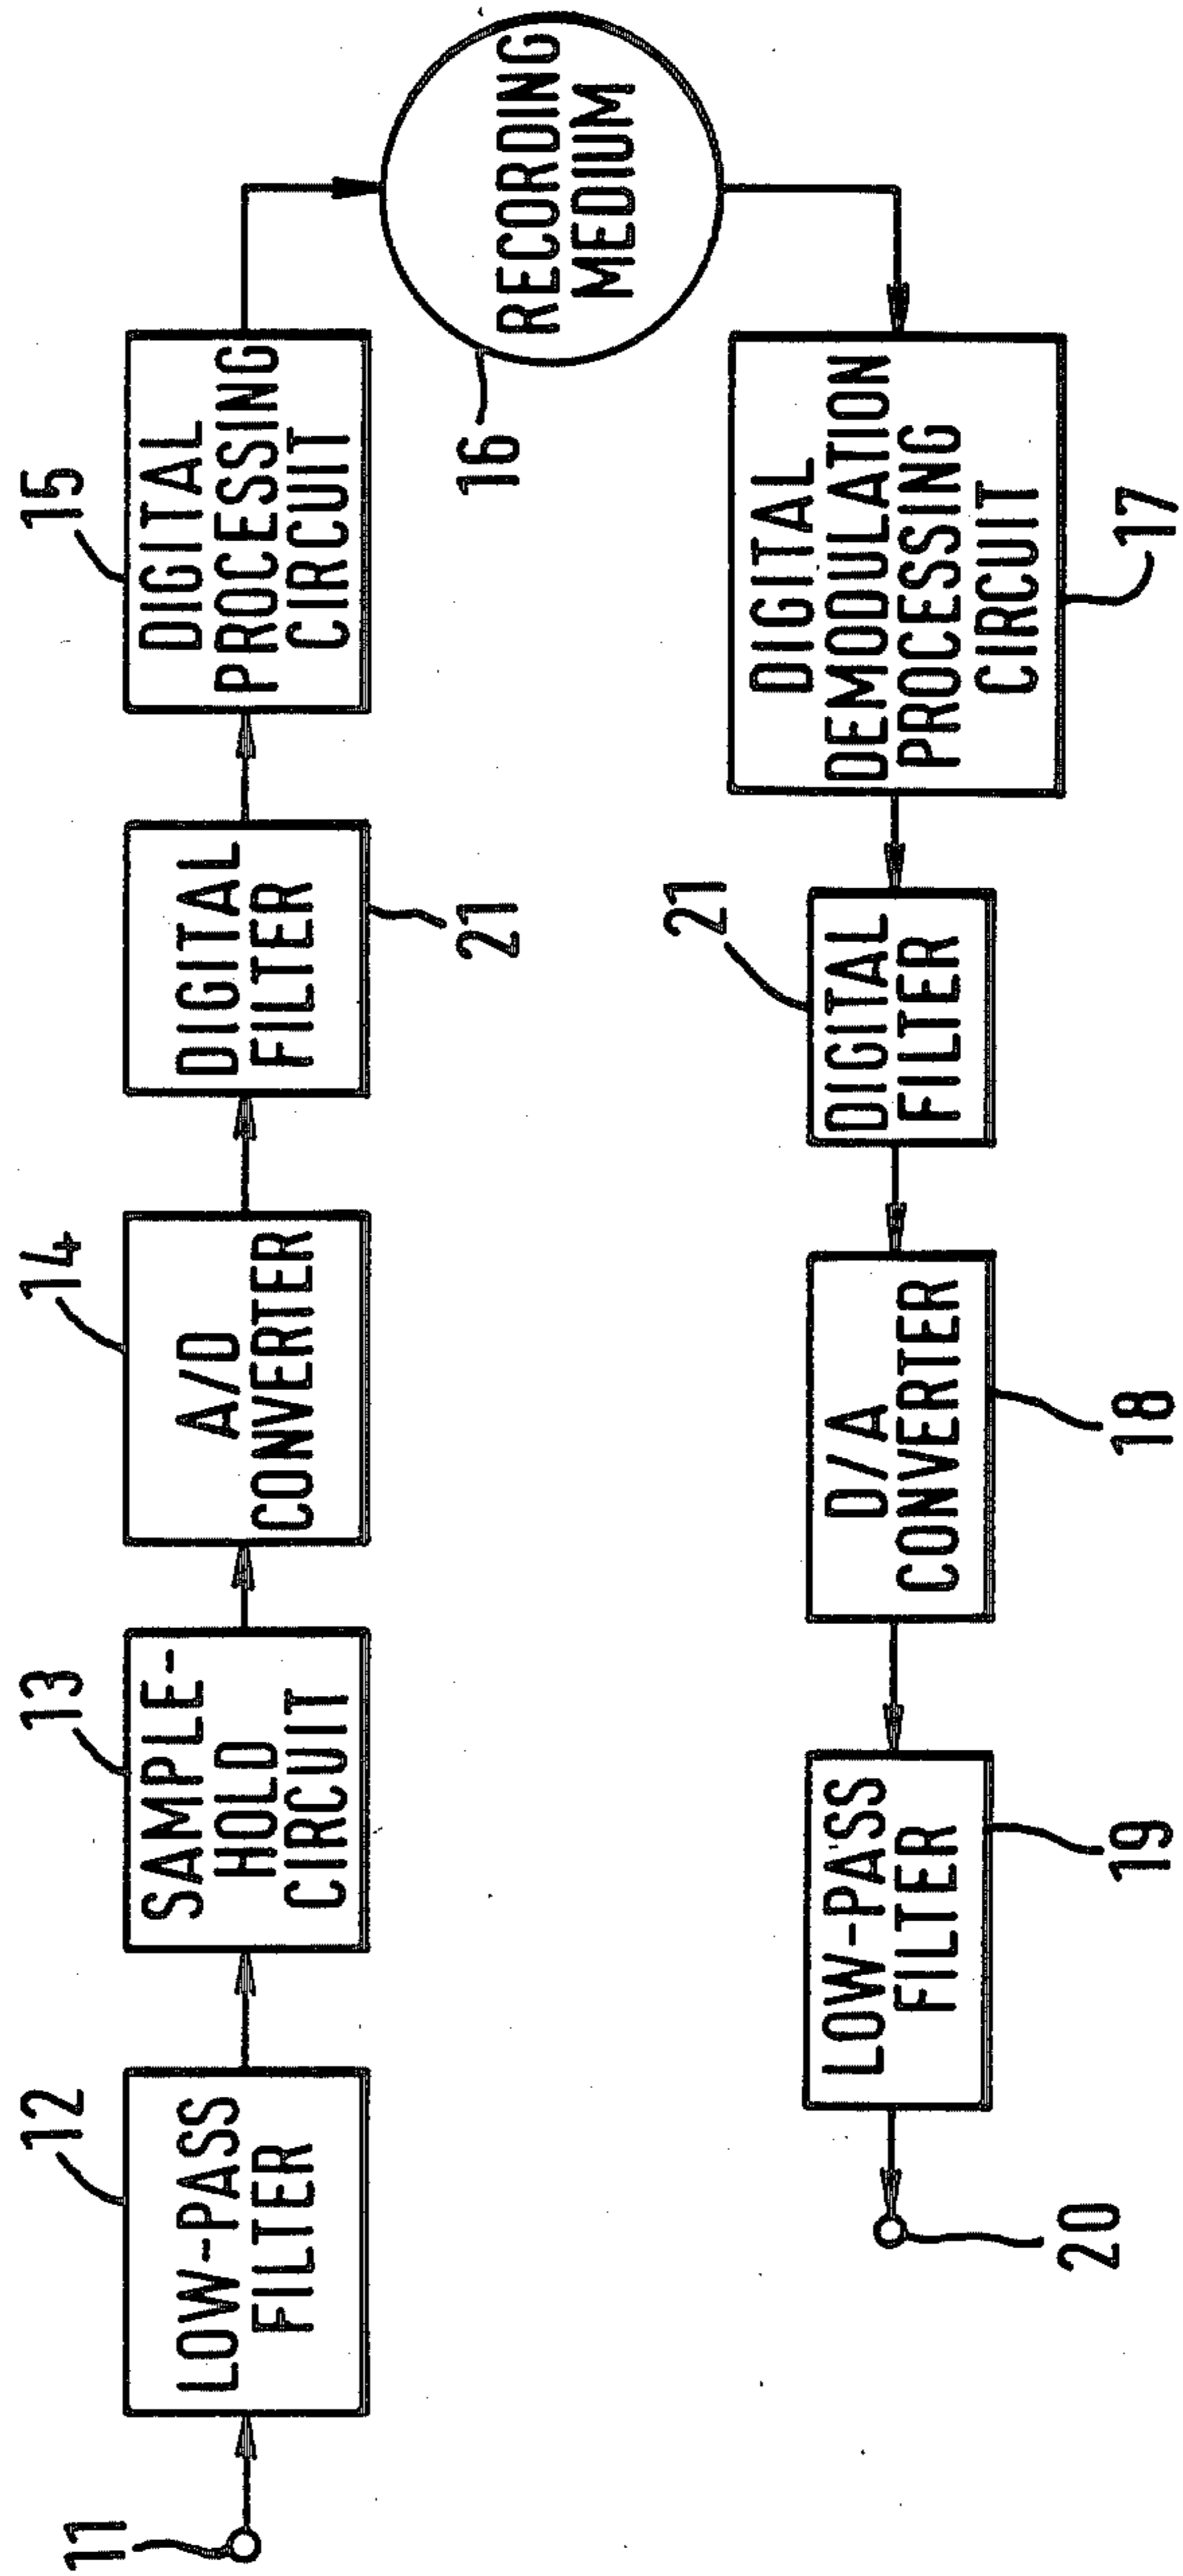 11
12
LOW-PASS
FILTER
13
SAMPLE-
HOLD
CIRCUIT
14
A/D
CONVERTER
DIGITAL
FILTER
21
15
DIGITAL
PROCESSING
CIRCUIT
RECORDING
MEDIUM
16
DIGITAL
DEMODULATION
PROCESSING
CIRCUIT
17
21
DIGITAL
FILTER
D/A
CONVERTER
18
LOW-PASS
FILTER
19
20